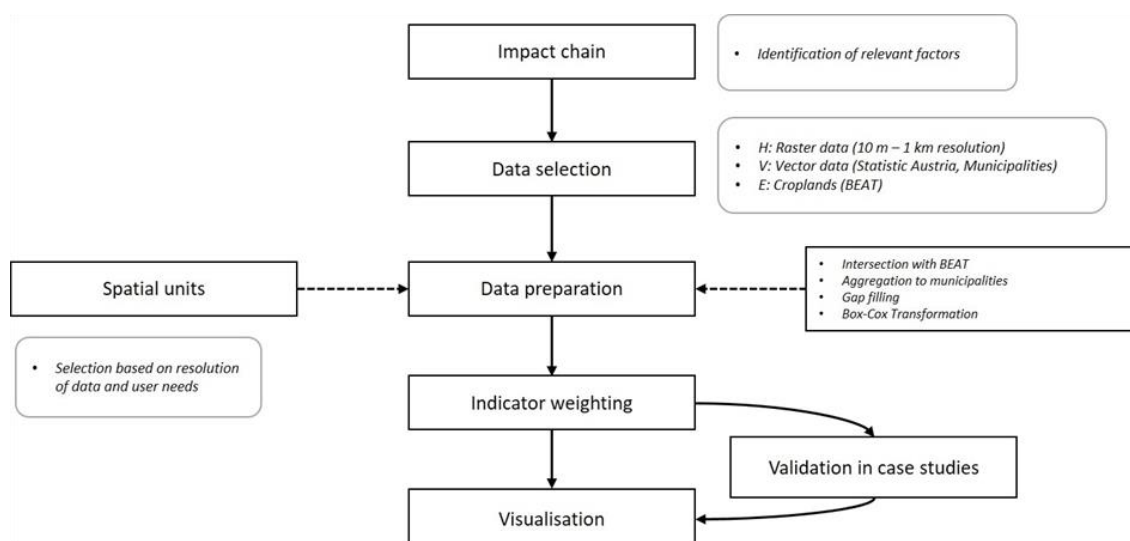 Impact chain
• Identification of relevant factors
Data selection
• H: Raster data (10 m – 1 km resolution)
• V: Vector data (Statistic Austria, Municipalities)
• E: Croplands (BEAT)
Spatial units
Data preparation
• Intersection with BEAT
• Aggregation to municipalities
• Gap filling
• Box-Cox Transformation
• Selection based on resolution
of data and user needs
Indicator weighting
Validation in case studies
Visualisation